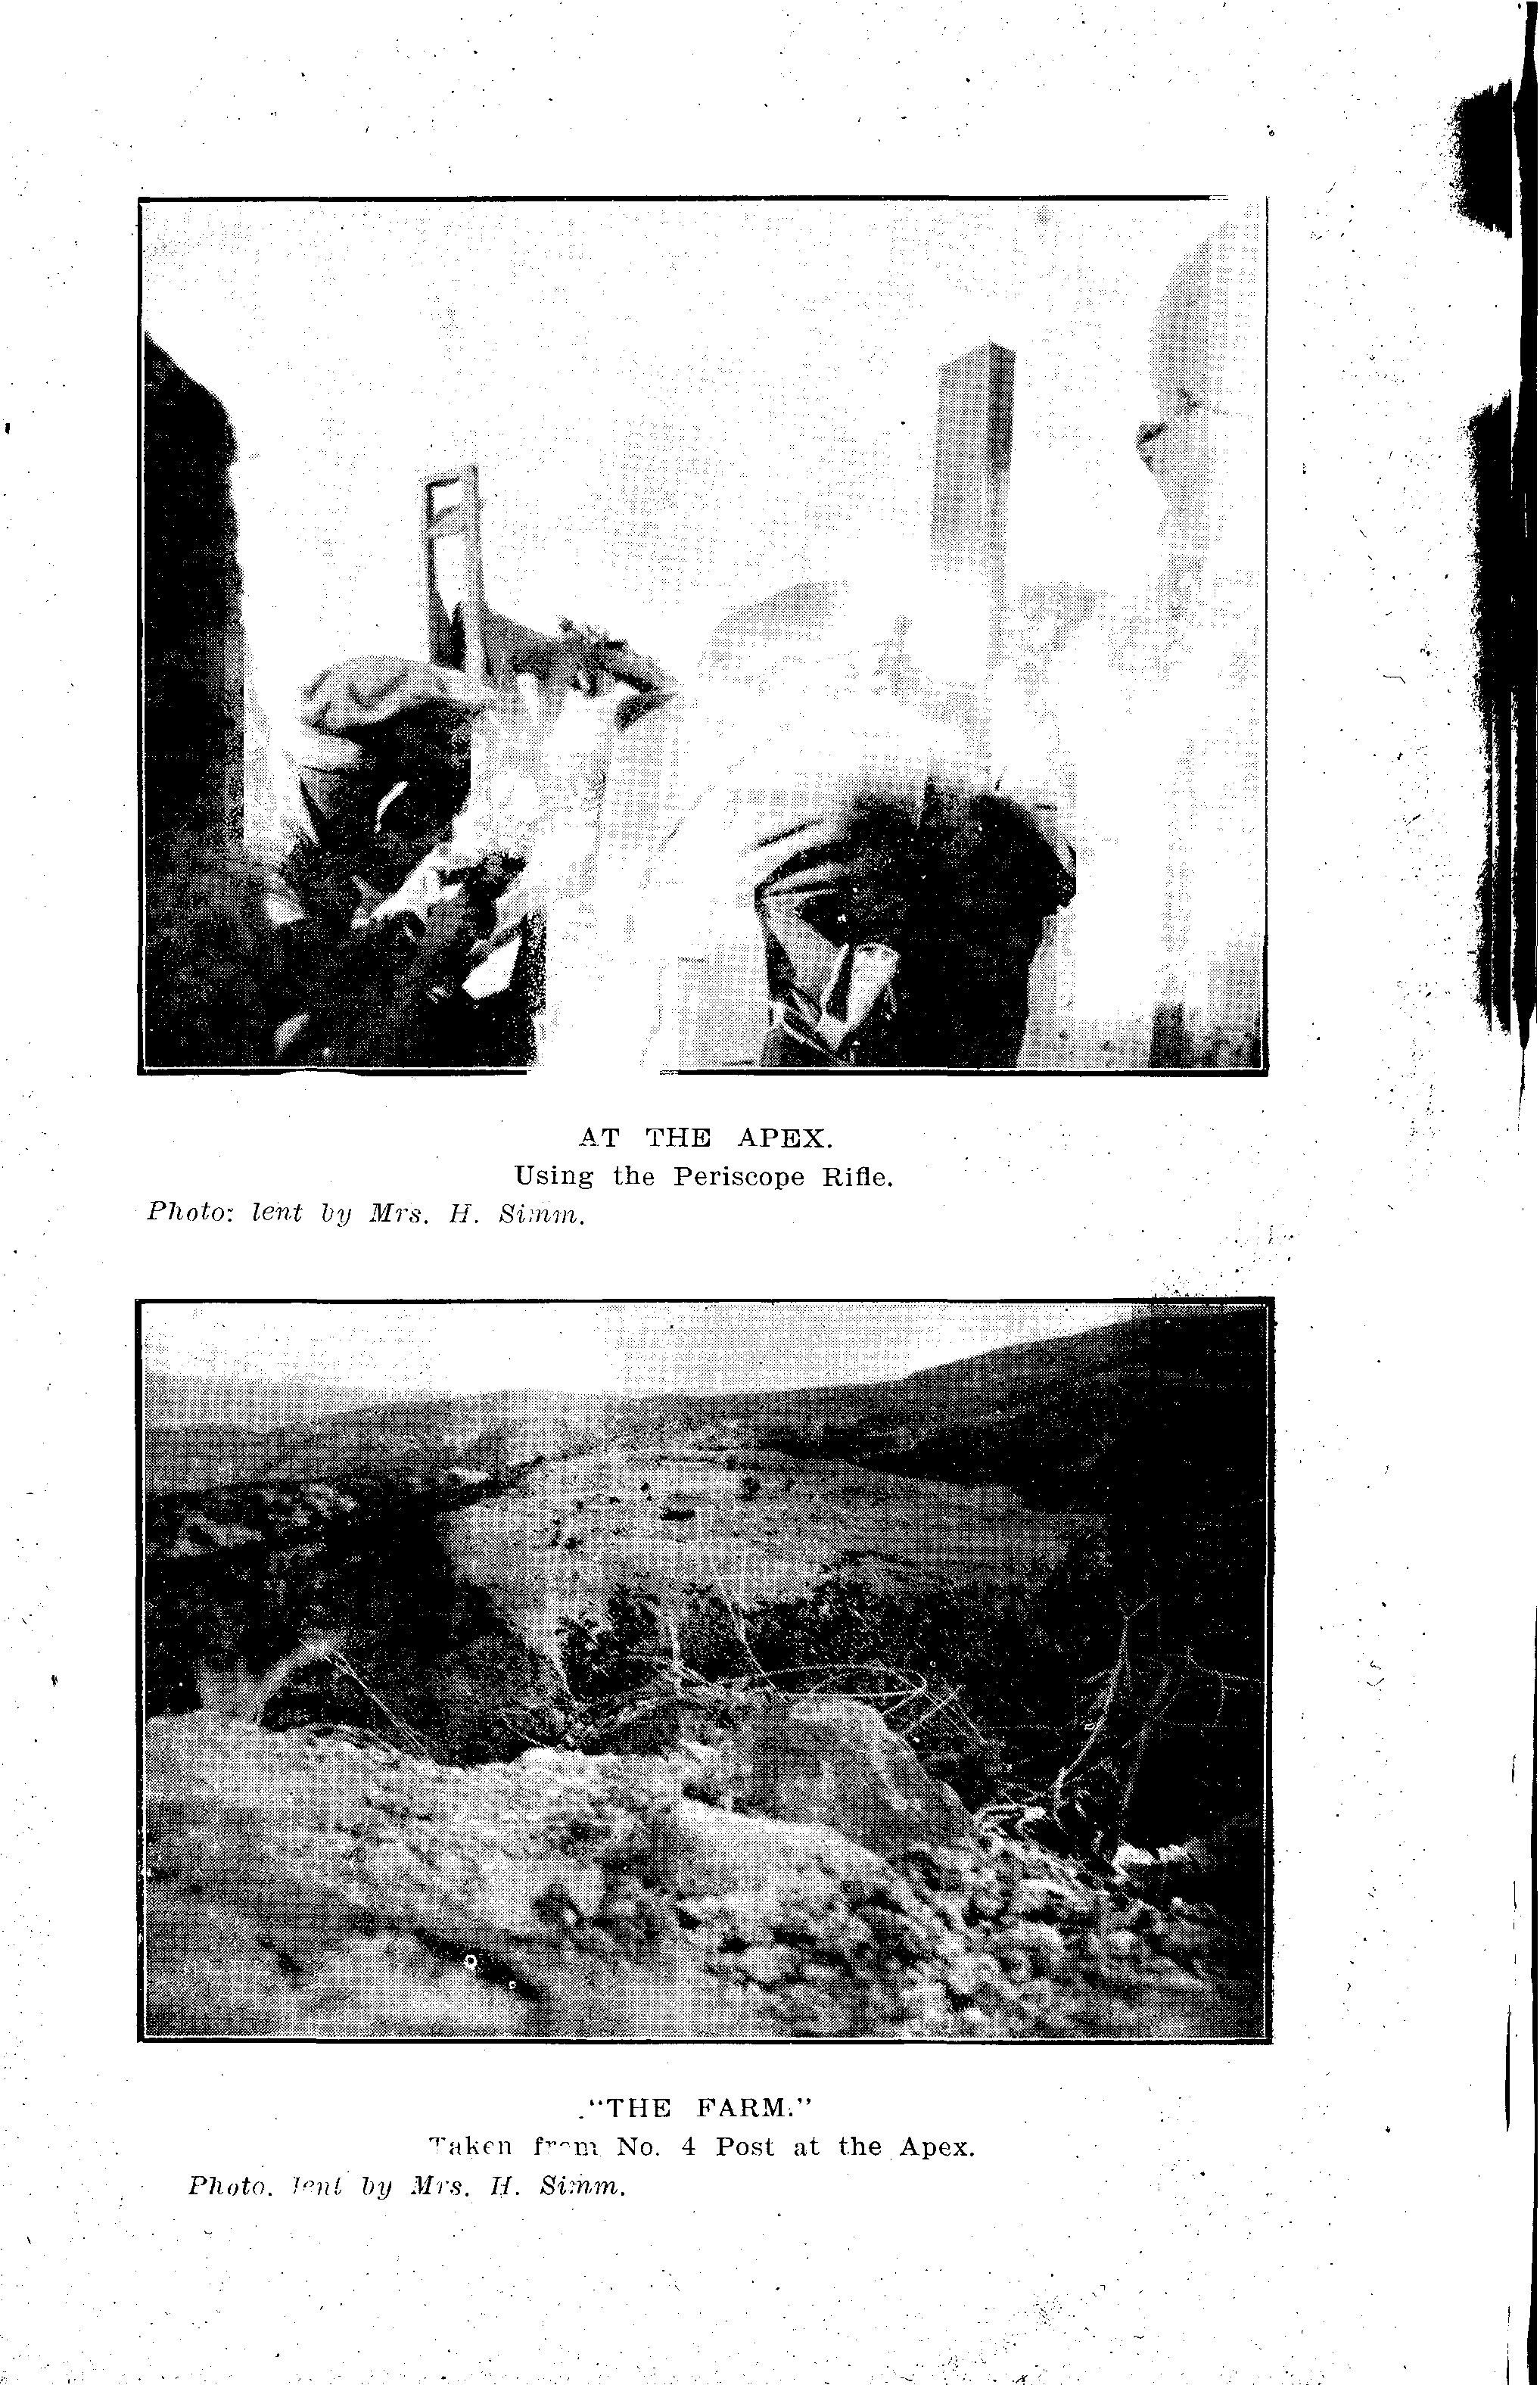 AT THE APEX.
Using the Periscope Rifle.
Photo: lent by Mrs. H. Simm.
"THE FARM."
Taken from No. 4 Post at the Apex.
Photo. lent by Mrs. H. Simm.